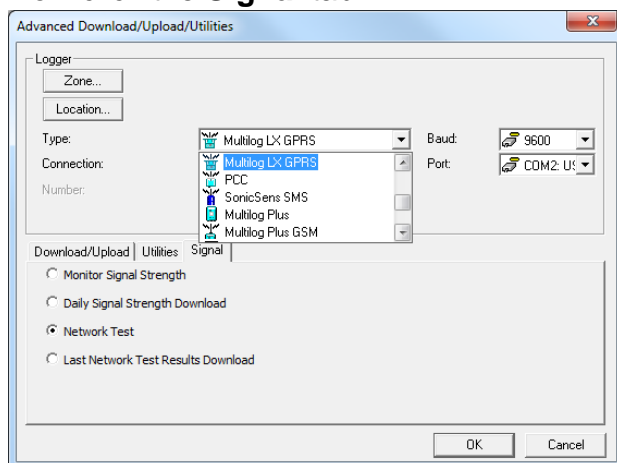 Advanced Download/Upload/Utilities
Logger
Zone...
Location...
Type: Multilog LX GPRS Baud: 9600
Connection: Multilog LX GPRS Port: COM2:
Number: PCC
SonicSens SMS
Multilog Plus
Multilog Plus GSM
Download/Upload Utilities Signal
Monitor Signal Strength
Daily Signal Strength Download
Network Test
Last Network Test Results Download
OK Cancel